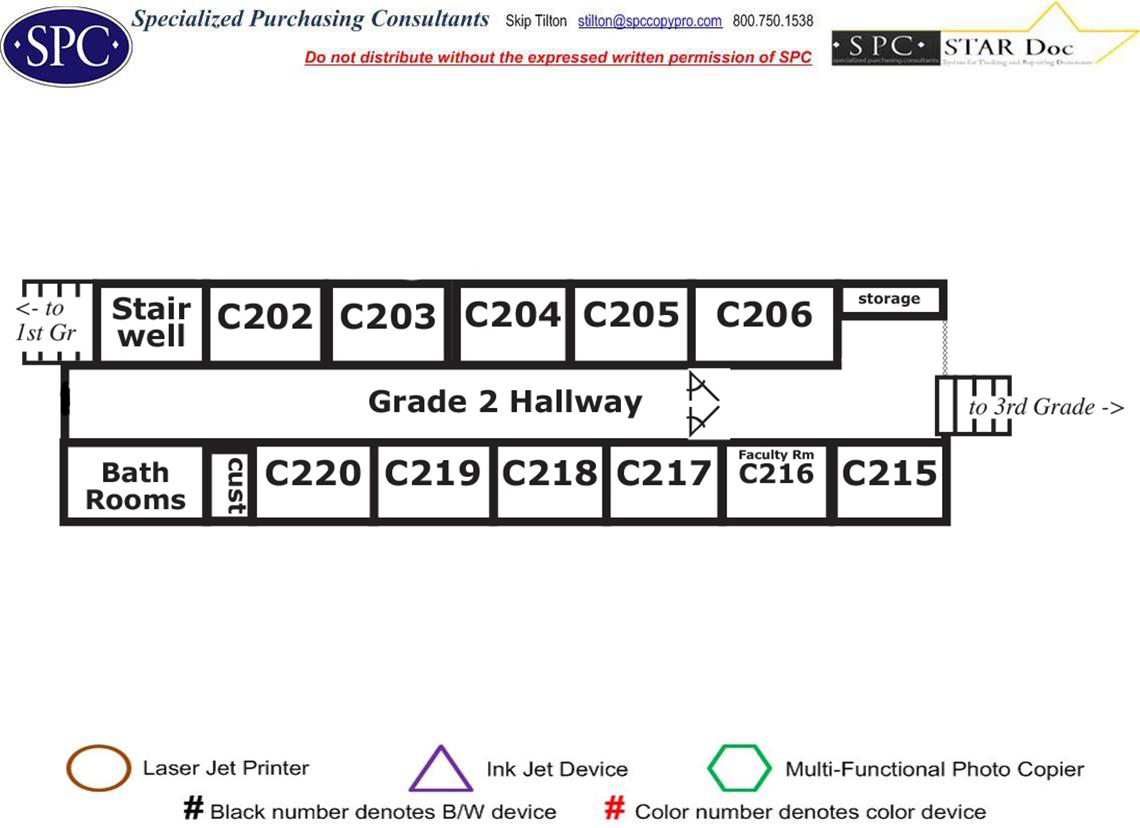 SPC
Specialized Purchasing Consultants Skip Tilton stilton@spccopypro.com 800.750.1538
Do not distribute without the expressed written permission of SPC
·SPC· STAR Doc
specialized purchasing consultants System for Tracking and Reporting Documents
<- to
1st Gr
Stair
well
C202
C203
C204
C205
C206
storage
Grade 2 Hallway
to 3rd Grade ->
Bath
Rooms
cust
C220
C219
C218
C217
Faculty Rm
C216
C215
Laser Jet Printer
Ink Jet Device
Multi-Functional Photo Copier
# Black number denotes B/W device
# Color number denotes color device